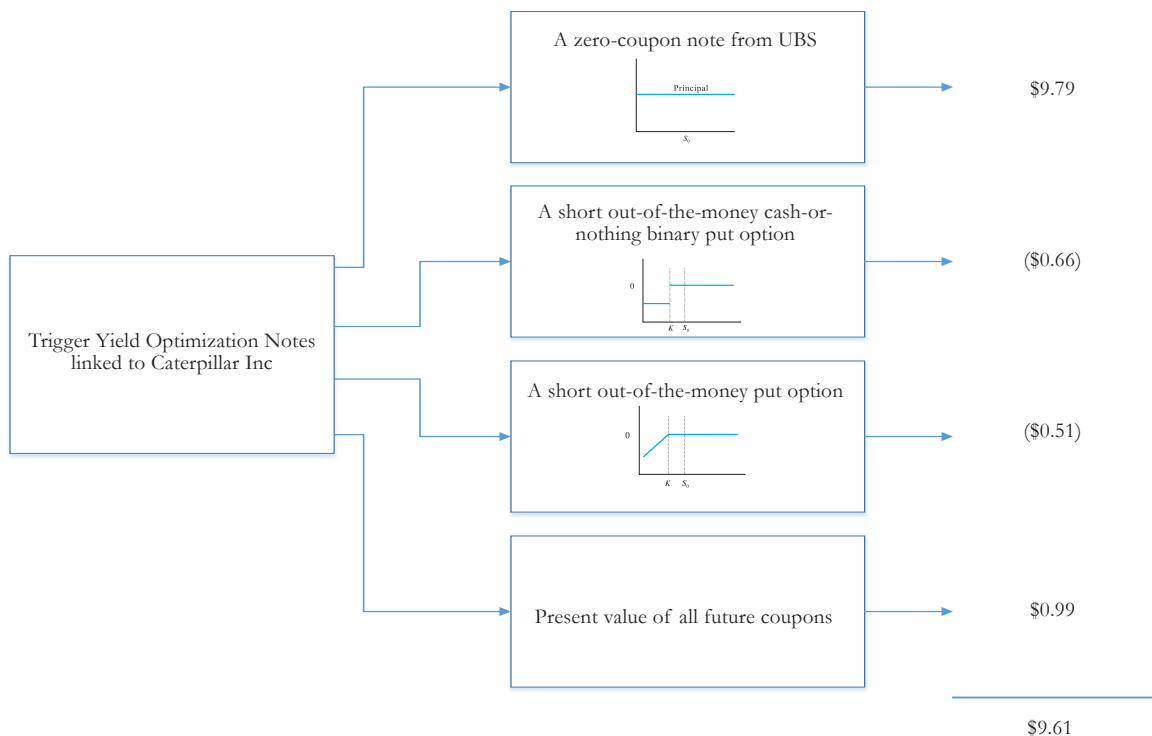 A zero-coupon note from UBS
Principal
S₀
$9.79
A short out-of-the-money cash-or-
nothing binary put option
0
K
S₀
($0.66)
Trigger Yield Optimization Notes
linked to Caterpillar Inc
A short out-of-the-money put option
0
K
S₀
($0.51)
Present value of all future coupons
$0.99
$9.61